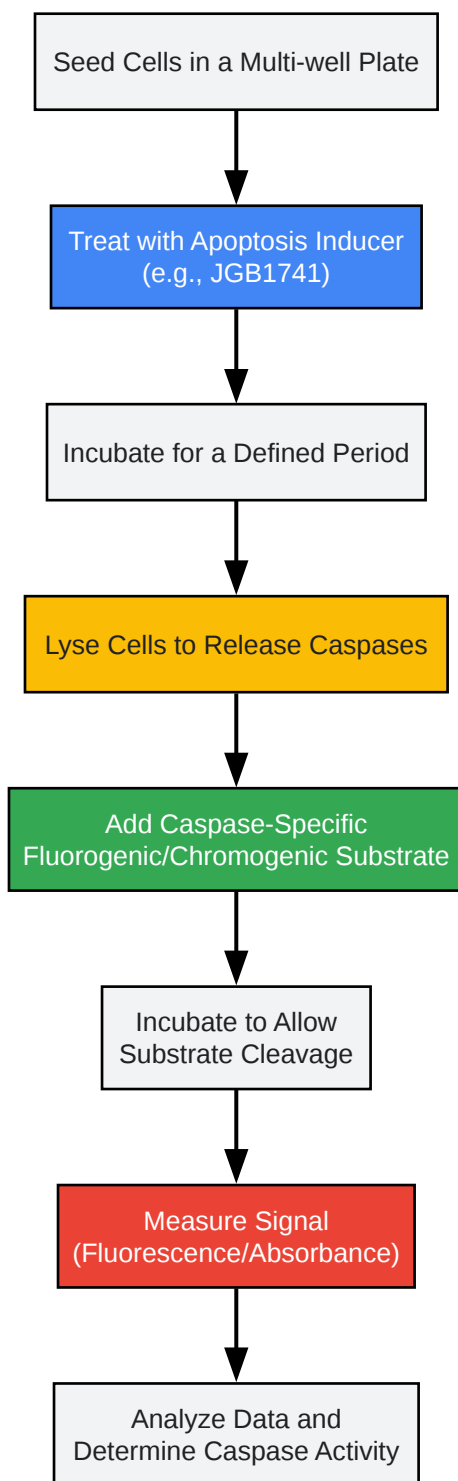 Seed Cells in a Multi-well Plate
Treat with Apoptosis Inducer
(e.g., JGB1741)
Incubate for a Defined Period
Lyse Cells to Release Caspases
Add Caspase-Specific
Fluorogenic/Chromogenic Substrate
Incubate to Allow
Substrate Cleavage
Measure Signal
(Fluorescence/Absorbance)
Analyze Data and
Determine Caspase Activity